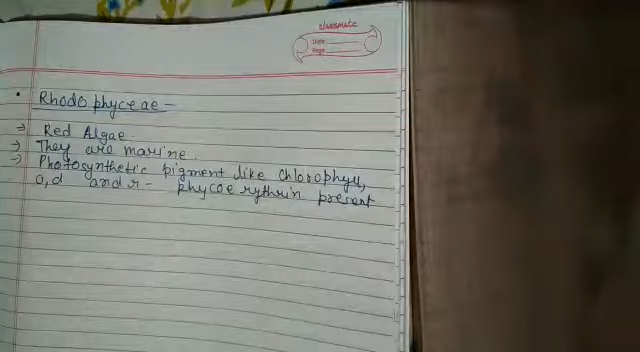 classmate
Date
Page
• Rhodophyceae -
→ Red Algae.
→ They are marine.
→ Photosynthetic pigment like Chlorophyll,
a,d and r- phycoerythrin present